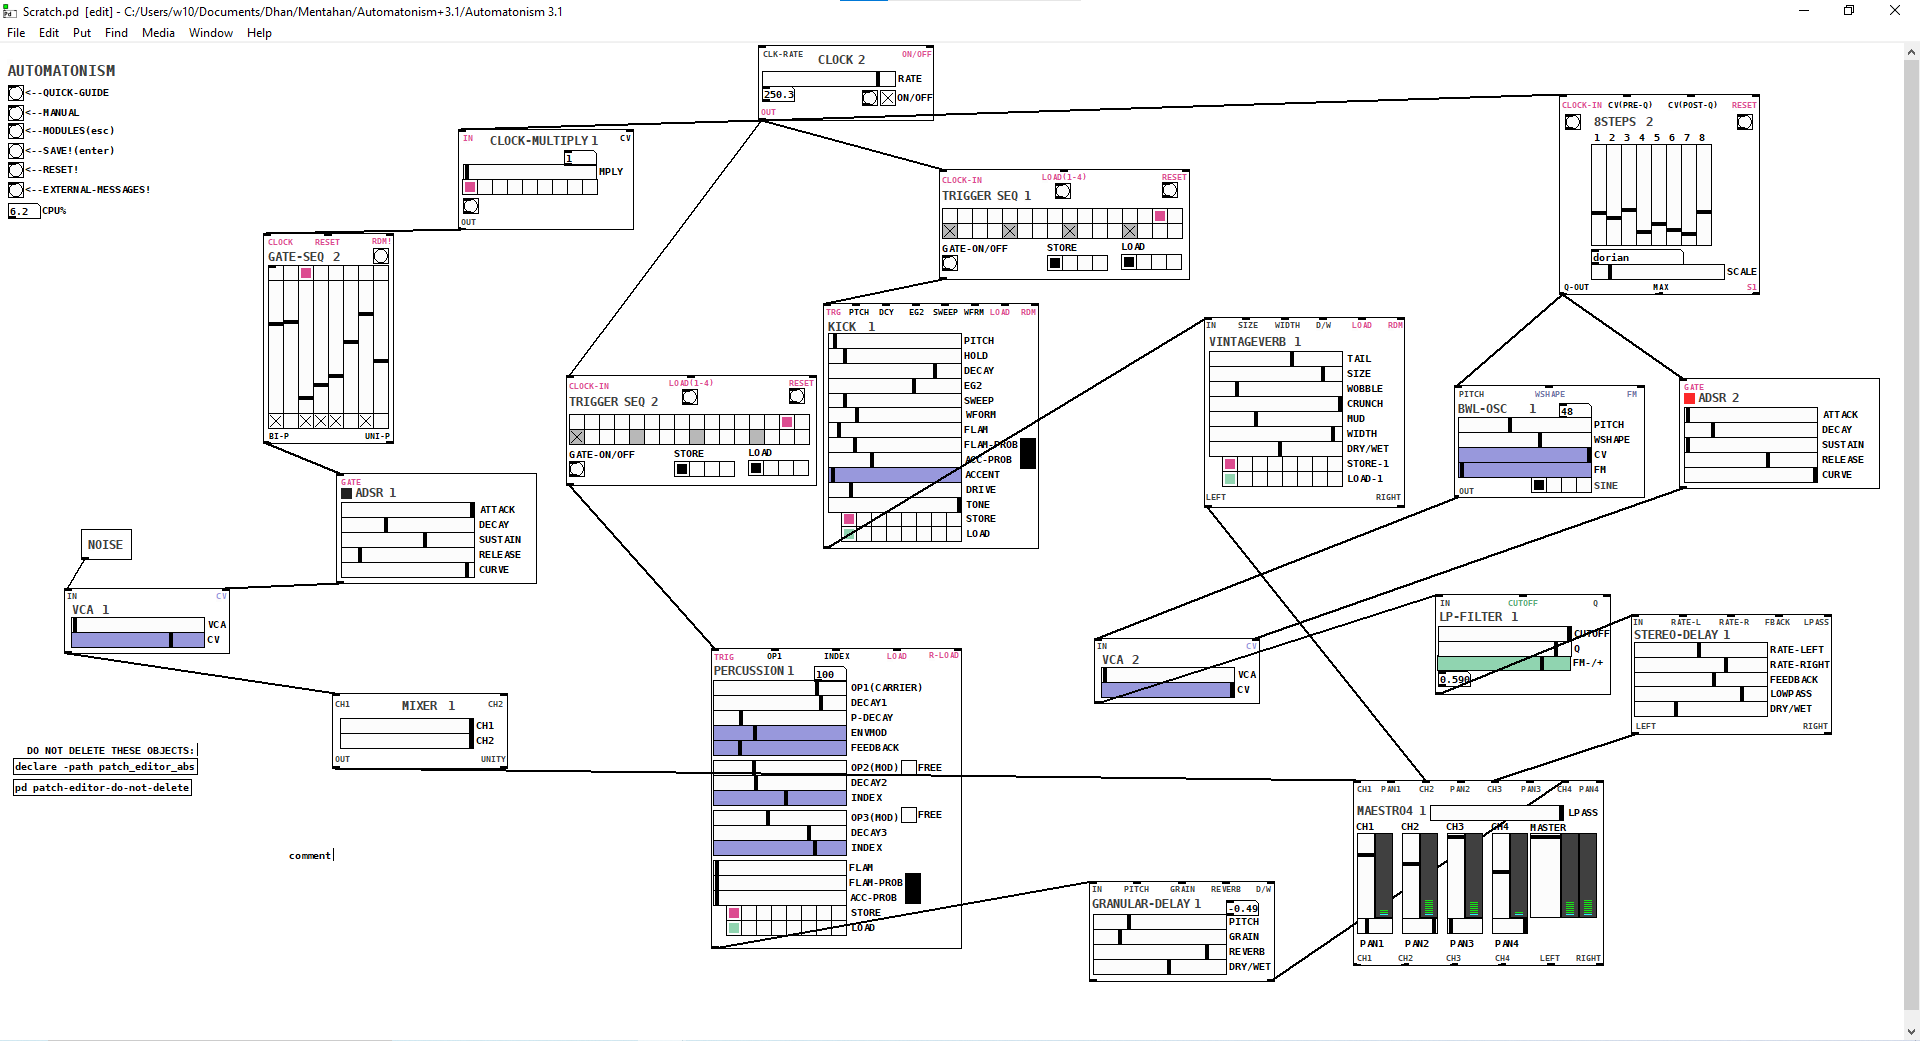 Scratch.pd  [edit] - C:/Users/w10/Documents/Dhan/Mentahan/Automatonism+3.1/Automatonism 3.1
File Edit Put Find Media Window Help
AUTOMATONISM
<--QUICK-GUIDE
<--MANUAL
<--MODULES(esc)
<--SAVE!(enter)
<--RESET!
<--EXTERNAL-MESSAGES!
6.2 CPU%
CLK-RATE CLOCK 2 ON/OFF
RATE
250.3 ON/OFF
OUT
IN CLOCK-MULTIPLY 1 CV
1
MPLY
OUT
CLOCK-IN LOAD(1-4) RESET
TRIGGER SEQ 1
GATE-ON/OFF STORE LOAD
CLOCK-IN CV(PRE-Q) CV(POST-Q) RESET
8STEPS 2
1 2 3 4 5 6 7 8
dorian
SCALE
Q-OUT MAX S1
CLOCK RESET RDM!
GATE-SEQ 2
BI-P UNI-P
CLOCK-IN LOAD(1-4) RESET
TRIGGER SEQ 2
GATE-ON/OFF STORE LOAD
TRG PTCH DCY EG2 SWEEP WFRM LOAD RDM
KICK 1
PITCH
HOLD
DECAY
EG2
SWEEP
WFORM
FLAM
FLAM-PROB
ACC-PROB
ACCENT
DRIVE
TONE
STORE
LOAD
IN SIZE WIDTH D/W LOAD RDM
VINTAGEVERB 1
TAIL
SIZE
WOBBLE
CRUNCH
MUD
WIDTH
DRY/WET
STORE-1
LOAD-1
LEFT RIGHT
PITCH WSHAPE FM
BWL-OSC 1 48
PITCH
WSHAPE
CV
FM
OUT SINE
GATE
ADSR 2
ATTACK
DECAY
SUSTAIN
RELEASE
CURVE
GATE
ADSR 1
ATTACK
DECAY
SUSTAIN
RELEASE
CURVE
NOISE
IN CV
VCA 1
VCA
CV
CH1 MIXER 1 CH2
CH1
CH2
OUT UNITY
DO NOT DELETE THESE OBJECTS:
declare -path patch_editor_abs
pd patch-editor-do-not-delete
comment
TRIG OP1 INDEX LOAD R-LOAD
PERCUSSION 1 100
OP1(CARRIER)
DECAY1
P-DECAY
ENVMOD
FEEDBACK
OP2(MOD) FREE
DECAY2
INDEX
OP3(MOD) FREE
DECAY3
INDEX
FLAM
FLAM-PROB
ACC-PROB
STORE
LOAD
IN CV
VCA 2
VCA
CV
IN CUTOFF Q
LP-FILTER 1
CUTOFF
Q
FM-/+
0.590
IN RATE-L RATE-R FBACK LPASS
STEREO-DELAY 1
RATE-LEFT
RATE-RIGHT
FEEDBACK
LOWPASS
DRY/WET
LEFT RIGHT
IN PITCH GRAIN REVERB D/W
GRANULAR-DELAY 1 -0.49
PITCH
GRAIN
REVERB
DRY/WET
CH1 PAN1 CH2 PAN2 CH3 PAN3 CH4 PAN4
MAESTRO4 1 LPASS
CH1 CH2 CH3 CH4 MASTER
PAN1 PAN2 PAN3 PAN4
CH1 CH2 CH3 CH4 LEFT RIGHT